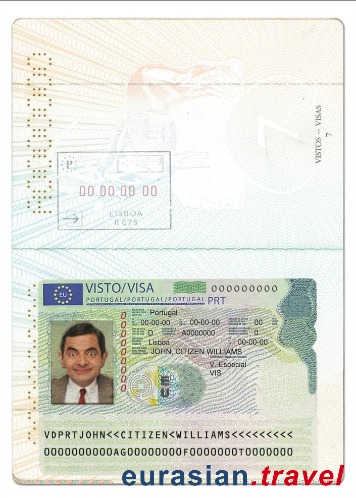 VISTOS – VISAS
7
7
P
00 00 00 00
LISBOA
VISTO/VISA 000000000
PORTUGAL/PORTUGAL/PORTUGAL PRT
EU
Portugal
00-00-00 00-00-00 00
D A0000000 0
Lisboa 00-00-00
JOHN, CITIZEN WILLIAMS
V. Especial
VIS
VDPRTJOHN<<CITIZEN<WILLIAMS<<<<<<<<<
eurasian.travel